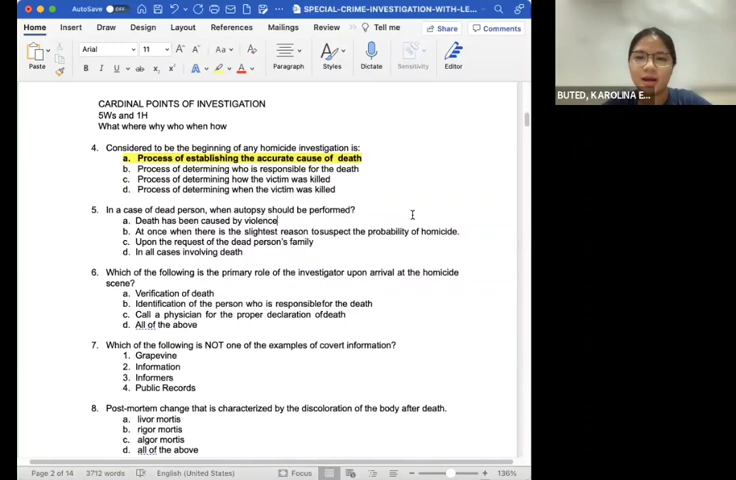 AutoSave OFF SPECIAL-CRIME-INVESTIGATION-WITH-LE...
Home Insert Draw Design Layout References Mailings Review Tell me Share Comments
Paste Arial 11 A A Aa A Paragraph Styles Dictate Sensitivity Editor
B I U ab x x A A
CARDINAL POINTS OF INVESTIGATION
5Ws and 1H
What where why who when how
4. Considered to be the beginning of any homicide investigation is:
a. Process of establishing the accurate cause of death
b. Process of determining who is responsible for the death
c. Process of determining how the victim was killed
d. Process of determining when the victim was killed
5. In a case of dead person, when autopsy should be performed?
a. Death has been caused by violence
b. At once when there is the slightest reason tosuspect the probability of homicide.
c. Upon the request of the dead person's family
d. In all cases involving death
6. Which of the following is the primary role of the investigator upon arrival at the homicide
scene?
a. Verification of death
b. Identification of the person who is responsiblefor the death
c. Call a physician for the proper declaration ofdeath
d. All of the above
7. Which of the following is NOT one of the examples of covert information?
1. Grapevine
2. Information
3. Informers
4. Public Records
8. Post-mortem change that is characterized by the discoloration of the body after death.
a. livor mortis
b. rigor mortis
c. algor mortis
d. all of the above
Page 2 of 14 3712 words English (United States) Focus 136%
BUTED, KAROLINA E...